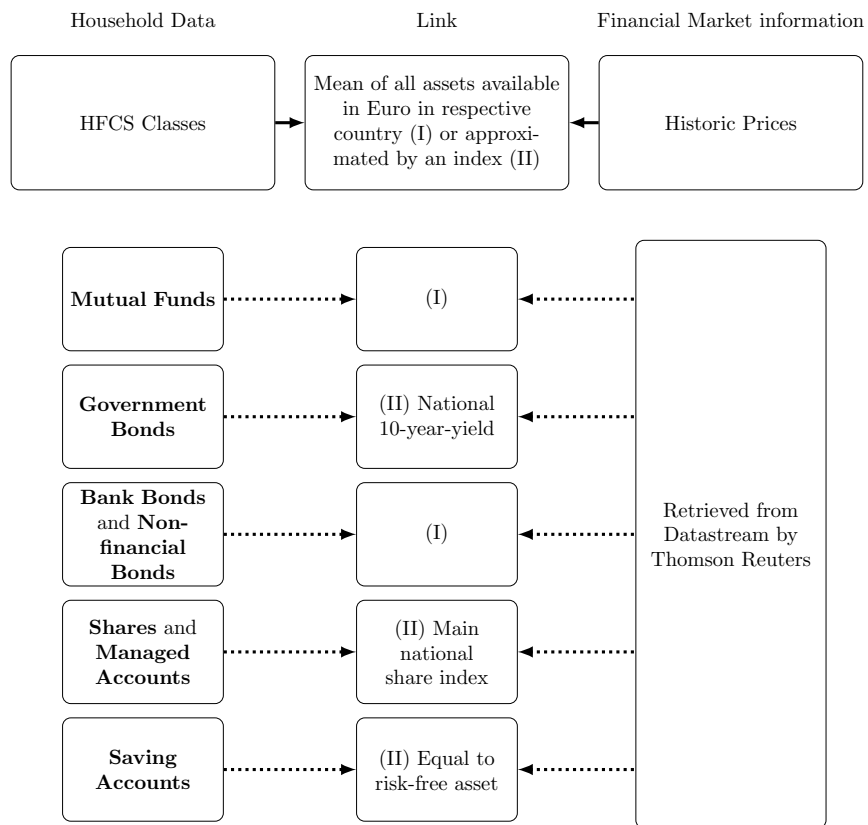 Household Data
Link
Financial Market information
HFCS Classes
Mean of all assets available
in Euro in respective
country (I) or approxi-
mated by an index (II)
Historic Prices
Mutual Funds
(I)
Government
Bonds
(II) National
10-year-yield
Bank Bonds
and Non-
financial
Bonds
(I)
Retrieved from
Datastream by
Thomson Reuters
Shares and
Managed
Accounts
(II) Main
national
share index
Saving
Accounts
(II) Equal to
risk-free asset